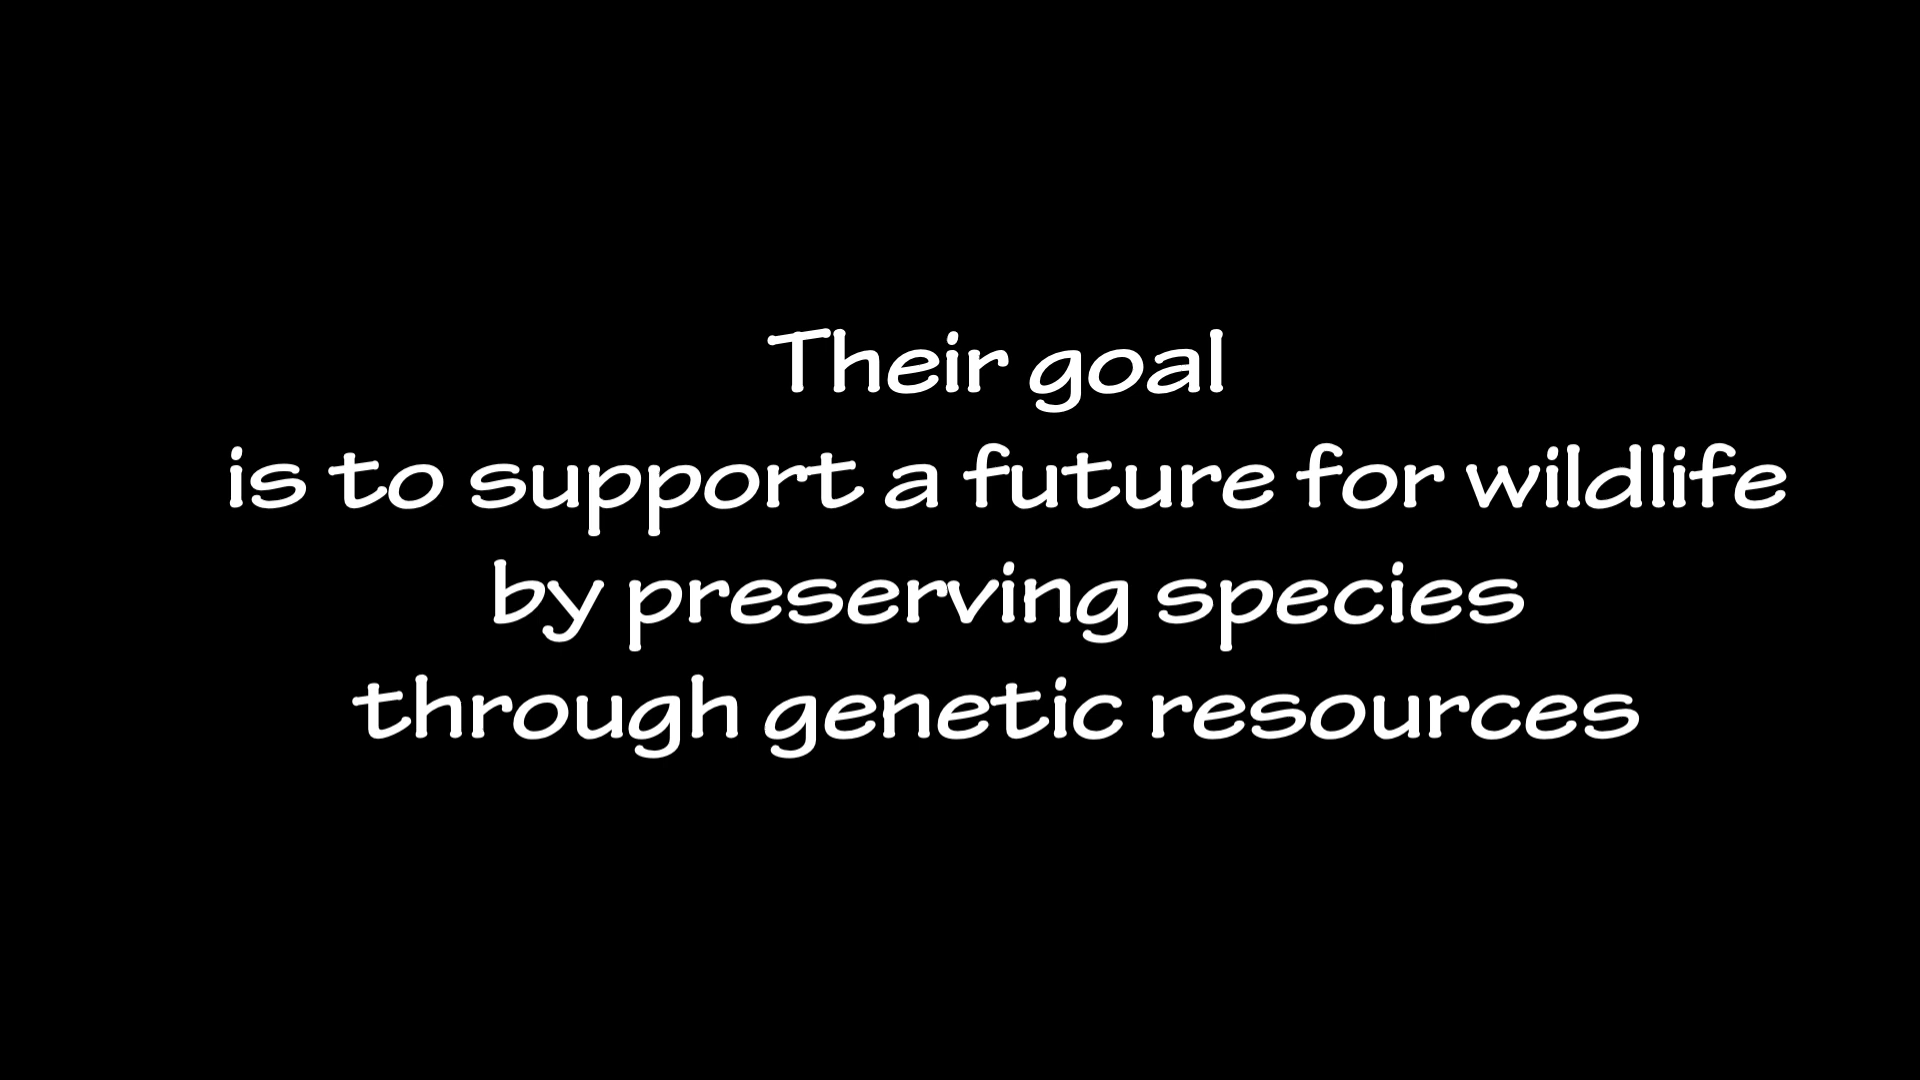 Their goal
is to support a future for wildlife
by preserving species
through genetic resources